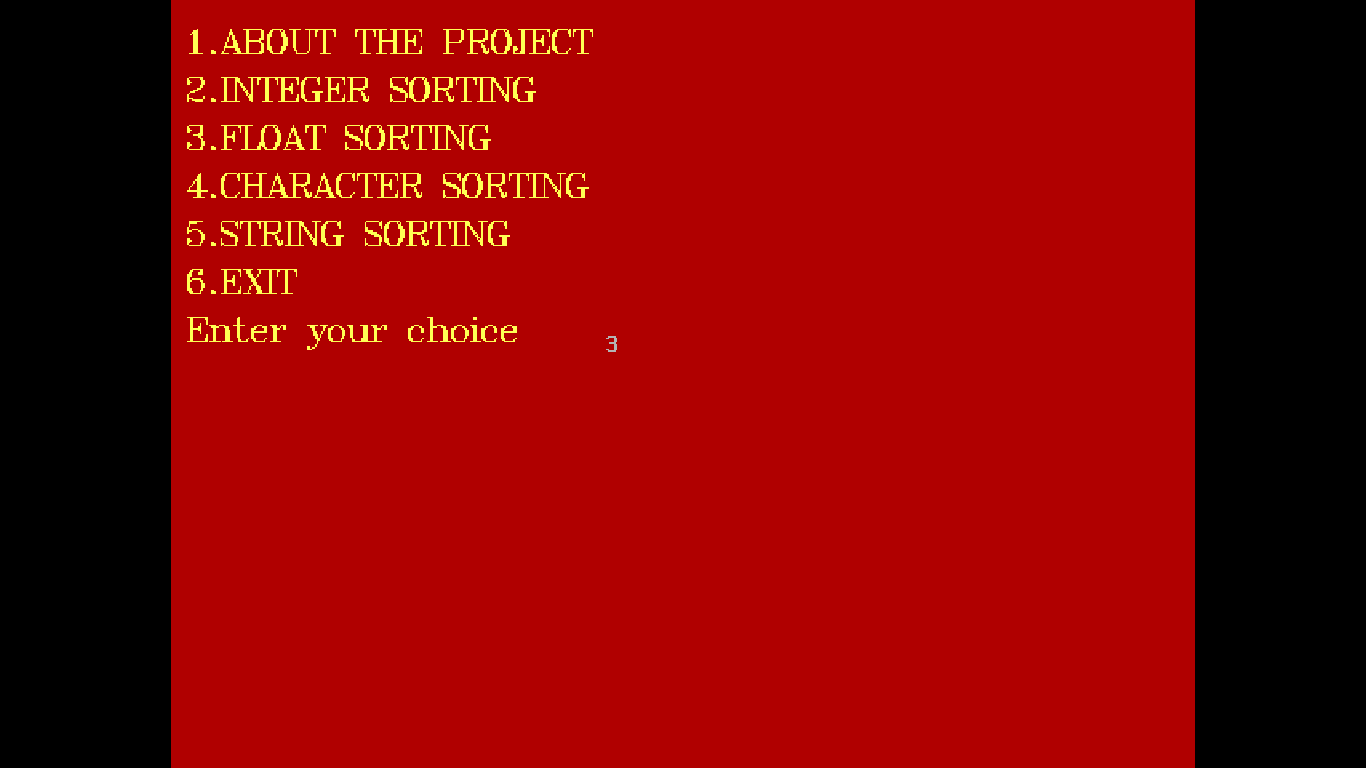 1.ABOUT THE PROJECT
2.INTEGER SORTING
3.FLOAT SORTING
4.CHARACTER SORTING
5.STRING SORTING
6.EXIT
Enter your choice 3